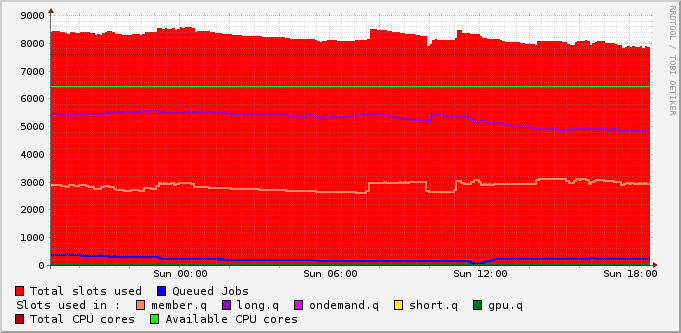 9000
8000
7000
6000
5000
4000
3000
2000
1000
0
Sun 00:00 Sun 06:00 Sun 12:00 Sun 18:00
RRDTOOL / TOBI OETIKER
Total slots used Queued Jobs
Slots used in : member.q long.q ondemand.q short.q gpu.q
Total CPU cores Available CPU cores